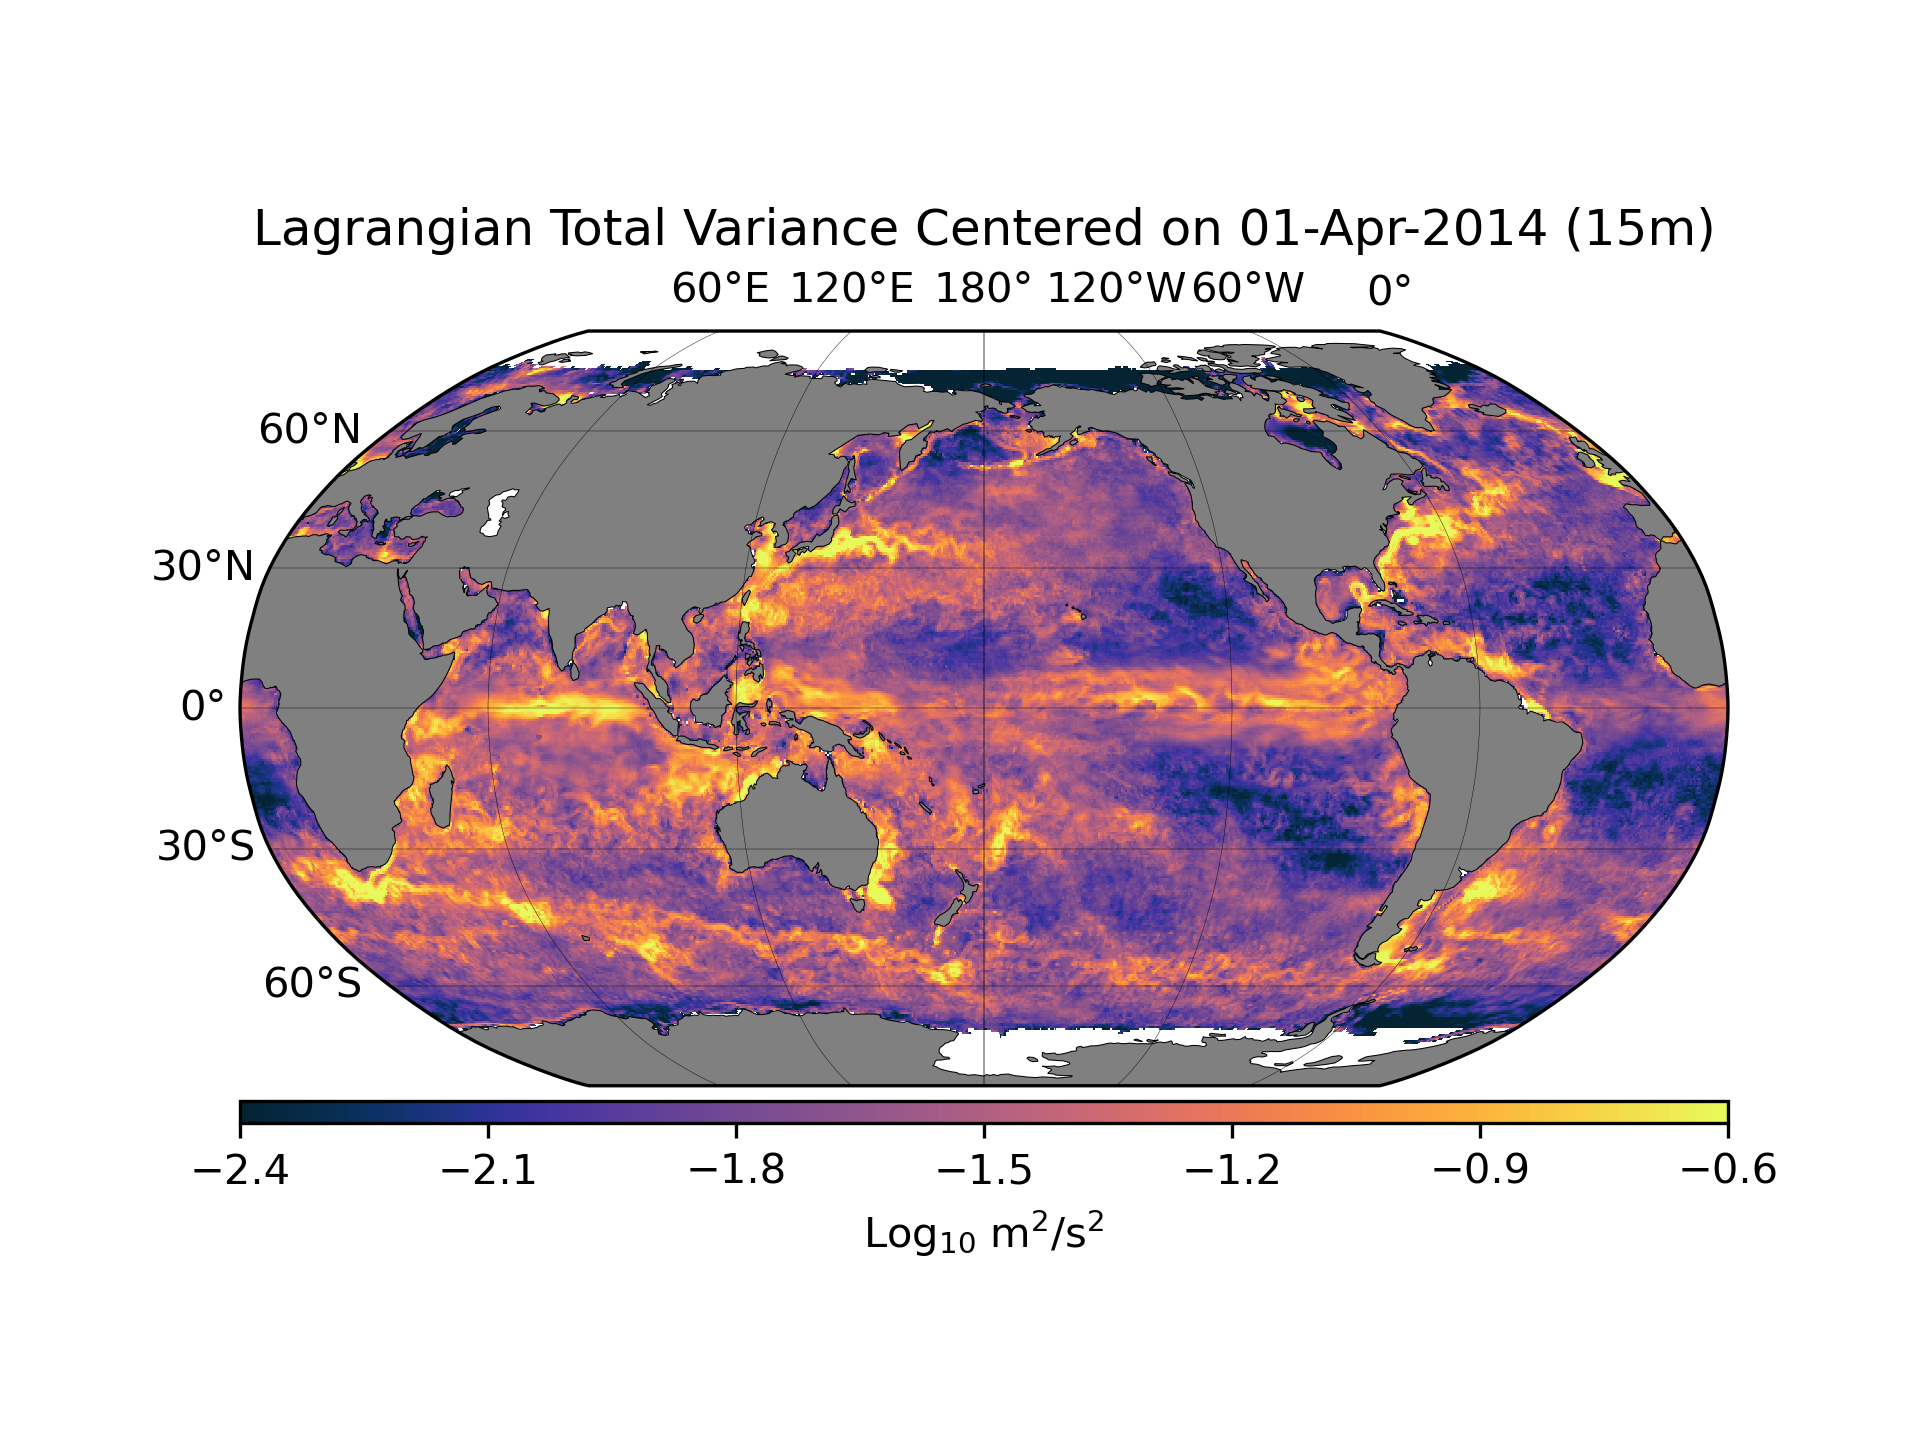 Lagrangian Total Variance Centered on 01-Apr-2014 (15m)
60°E 120°E 180° 120°W 60°W 0°
60°N
30°N
0°
30°S
60°S
−2.4 −2.1 −1.8 −1.5 −1.2 −0.9 −0.6
Log₁₀ m²/s²